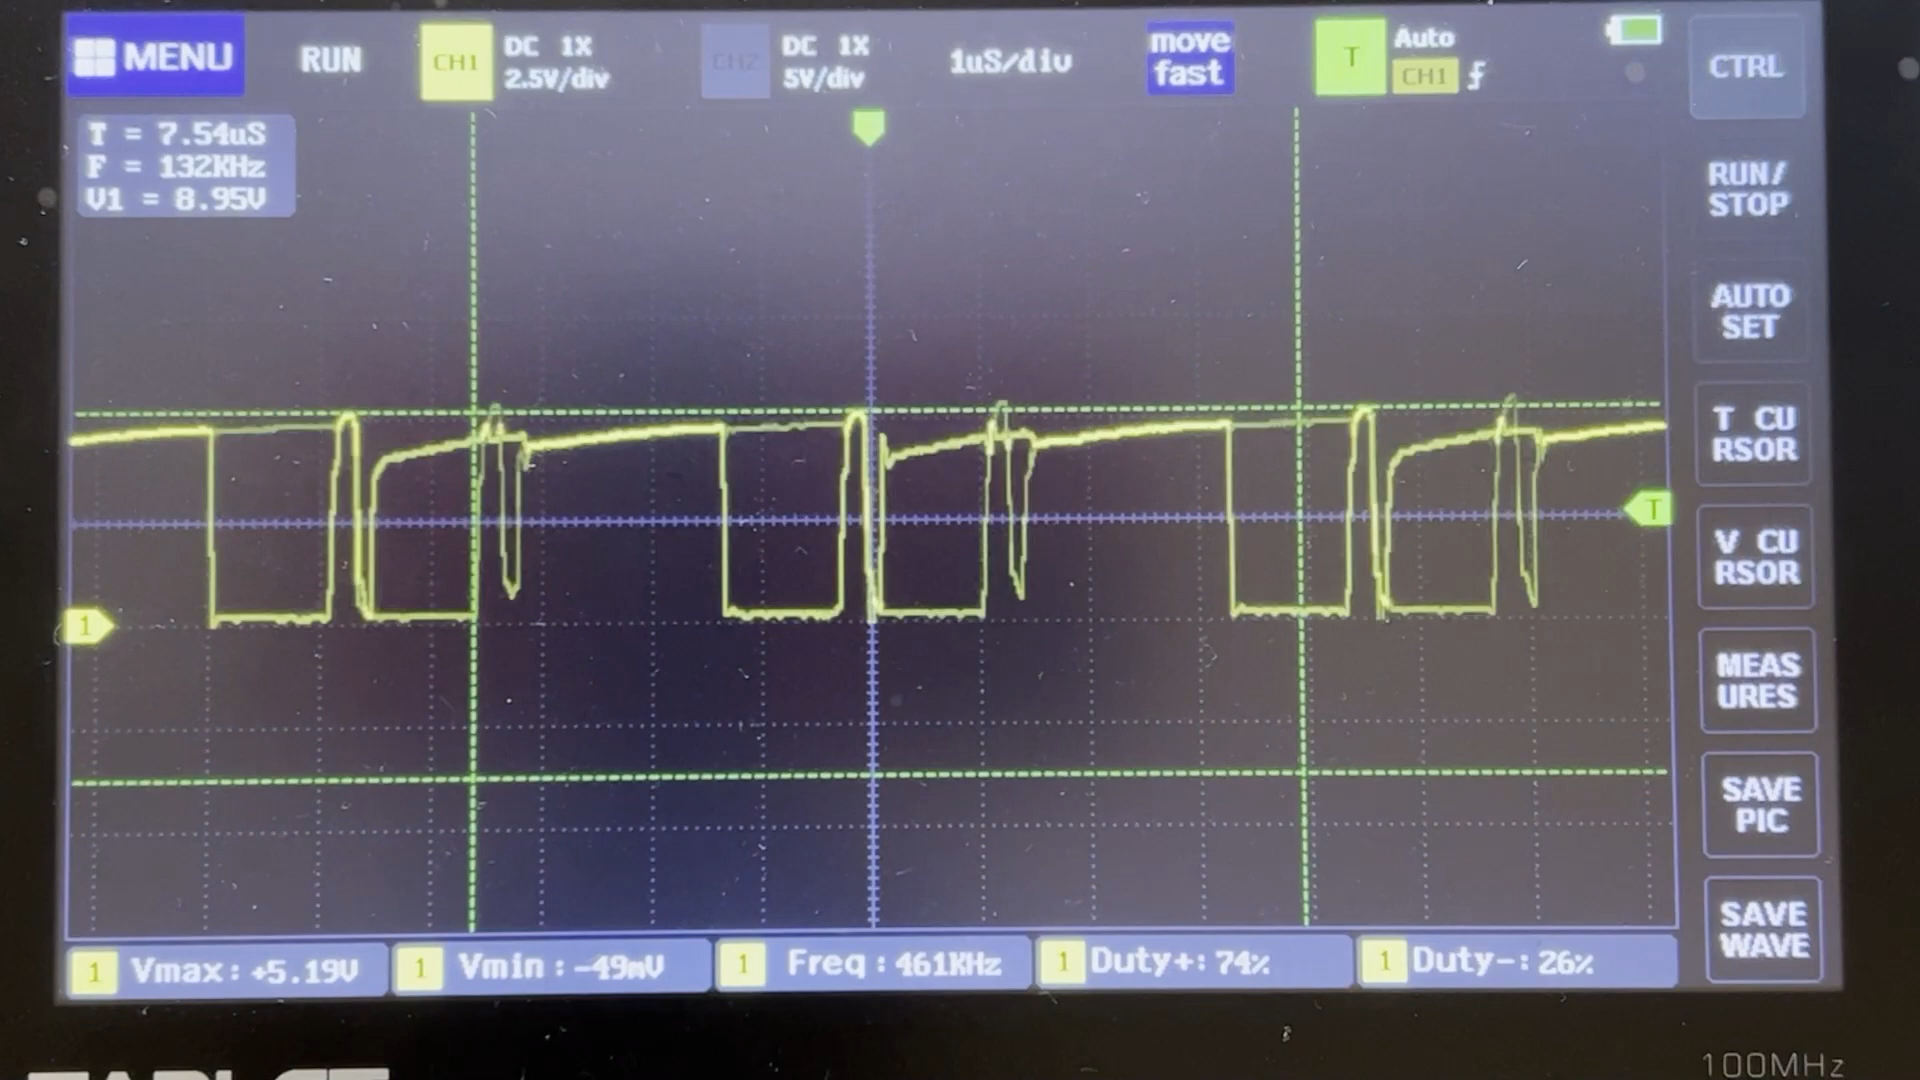 MENU
RUN
CH1
DC 1X
2.5V/div
CH2
DC 1X
5V/div
1uS/div
move
fast
T
Auto
CH1
CTRL
T = 7.54uS
F = 132KHz
V1 = 8.95V
RUN/
STOP
AUTO
SET
T CU
RSOR
T
V CU
RSOR
1
MEAS
URES
SAVE
PIC
SAVE
WAVE
1 Vmax: +5.19V
1 Vmin: -49mV
1 Freq: 461KHz
1 Duty+: 74%
1 Duty-: 26%
100MHz